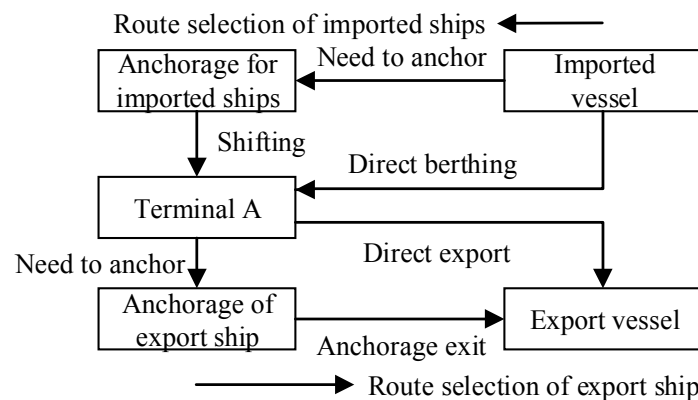 Route selection of imported ships
Need to anchor
Anchorage for
imported ships
Imported
vessel
Shifting
Direct berthing
Terminal A
Need to anchor
Direct export
Anchorage of
export ship
Export vessel
Anchorage exit
Route selection of export ship